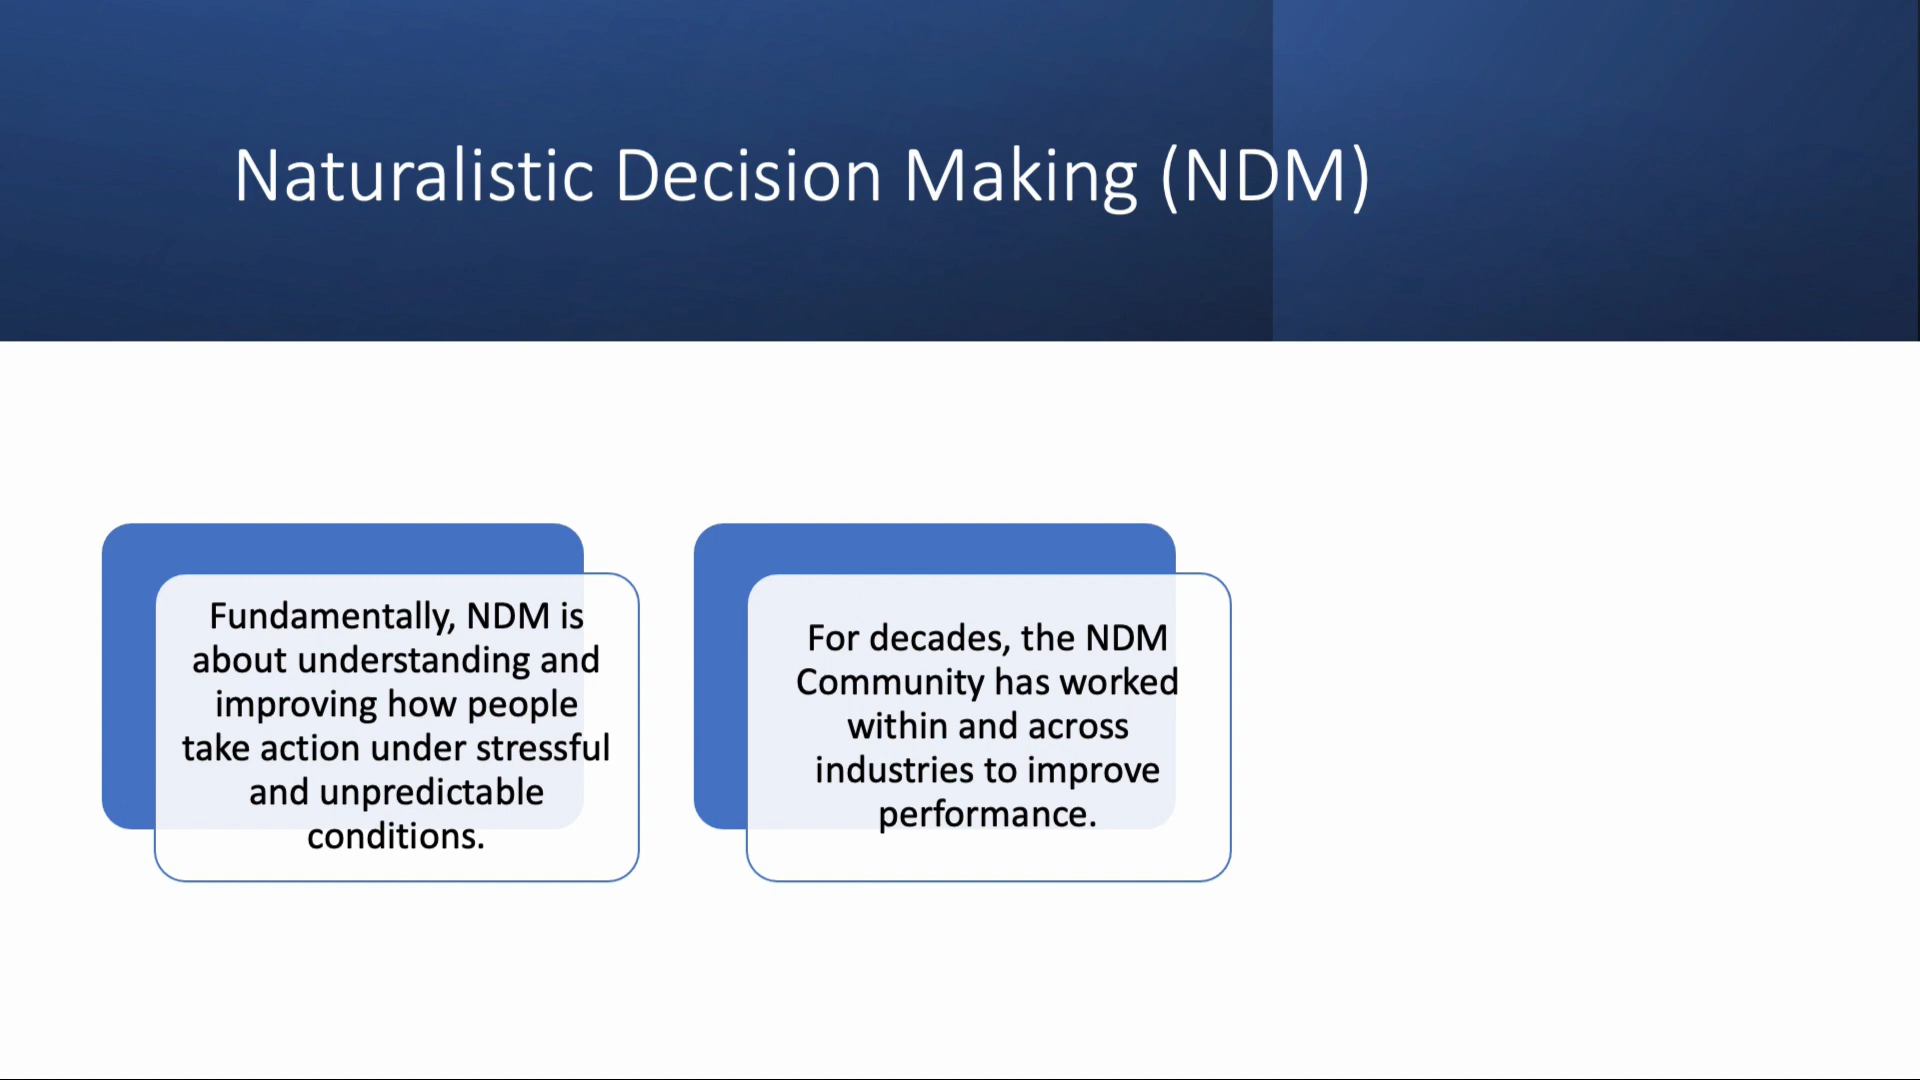 Naturalistic Decision Making (NDM)
Fundamentally, NDM is
about understanding and
improving how people
take action under stressful
and unpredictable
conditions.
For decades, the NDM
Community has worked
within and across
industries to improve
performance.